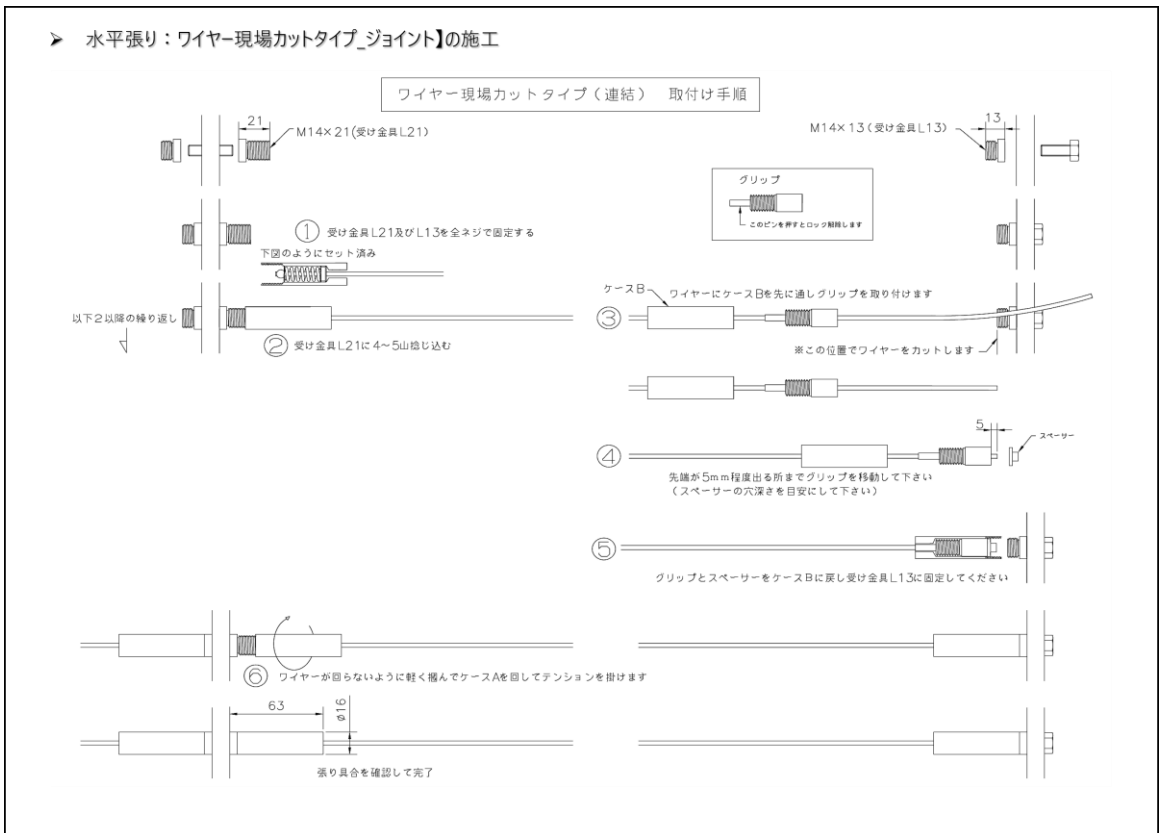 ➤ 水平張り：ワイヤー現場カットタイプ_ジョイント】の施工
ワイヤー現場カットタイプ（連結） 取付け手順
21
M14×21(受け金具L21)
M14×13(受け金具L13)
13
グリップ
このピンを押すとロック解除します
① 受け金具L21及びL13を全ネジで固定する
下図のようにセット済み
以下2以降の繰り返し
② 受け金具L21に4～5山捻じ込む
ケースB
③ ワイヤーにケースBを先に通しグリップを取り付けます
※この位置でワイヤーをカットします
④
5
スペーサー
先端が5mm程度出る所までグリップを移動して下さい
（スペーサーの穴深さを目安にして下さい）
⑤
グリップとスペーサーをケースBに戻し受け金具L13に固定してください
⑥ ワイヤーが回らないように軽く掴んでケースAを回してテンションを掛けます
63
ø16
張り具合を確認して完了